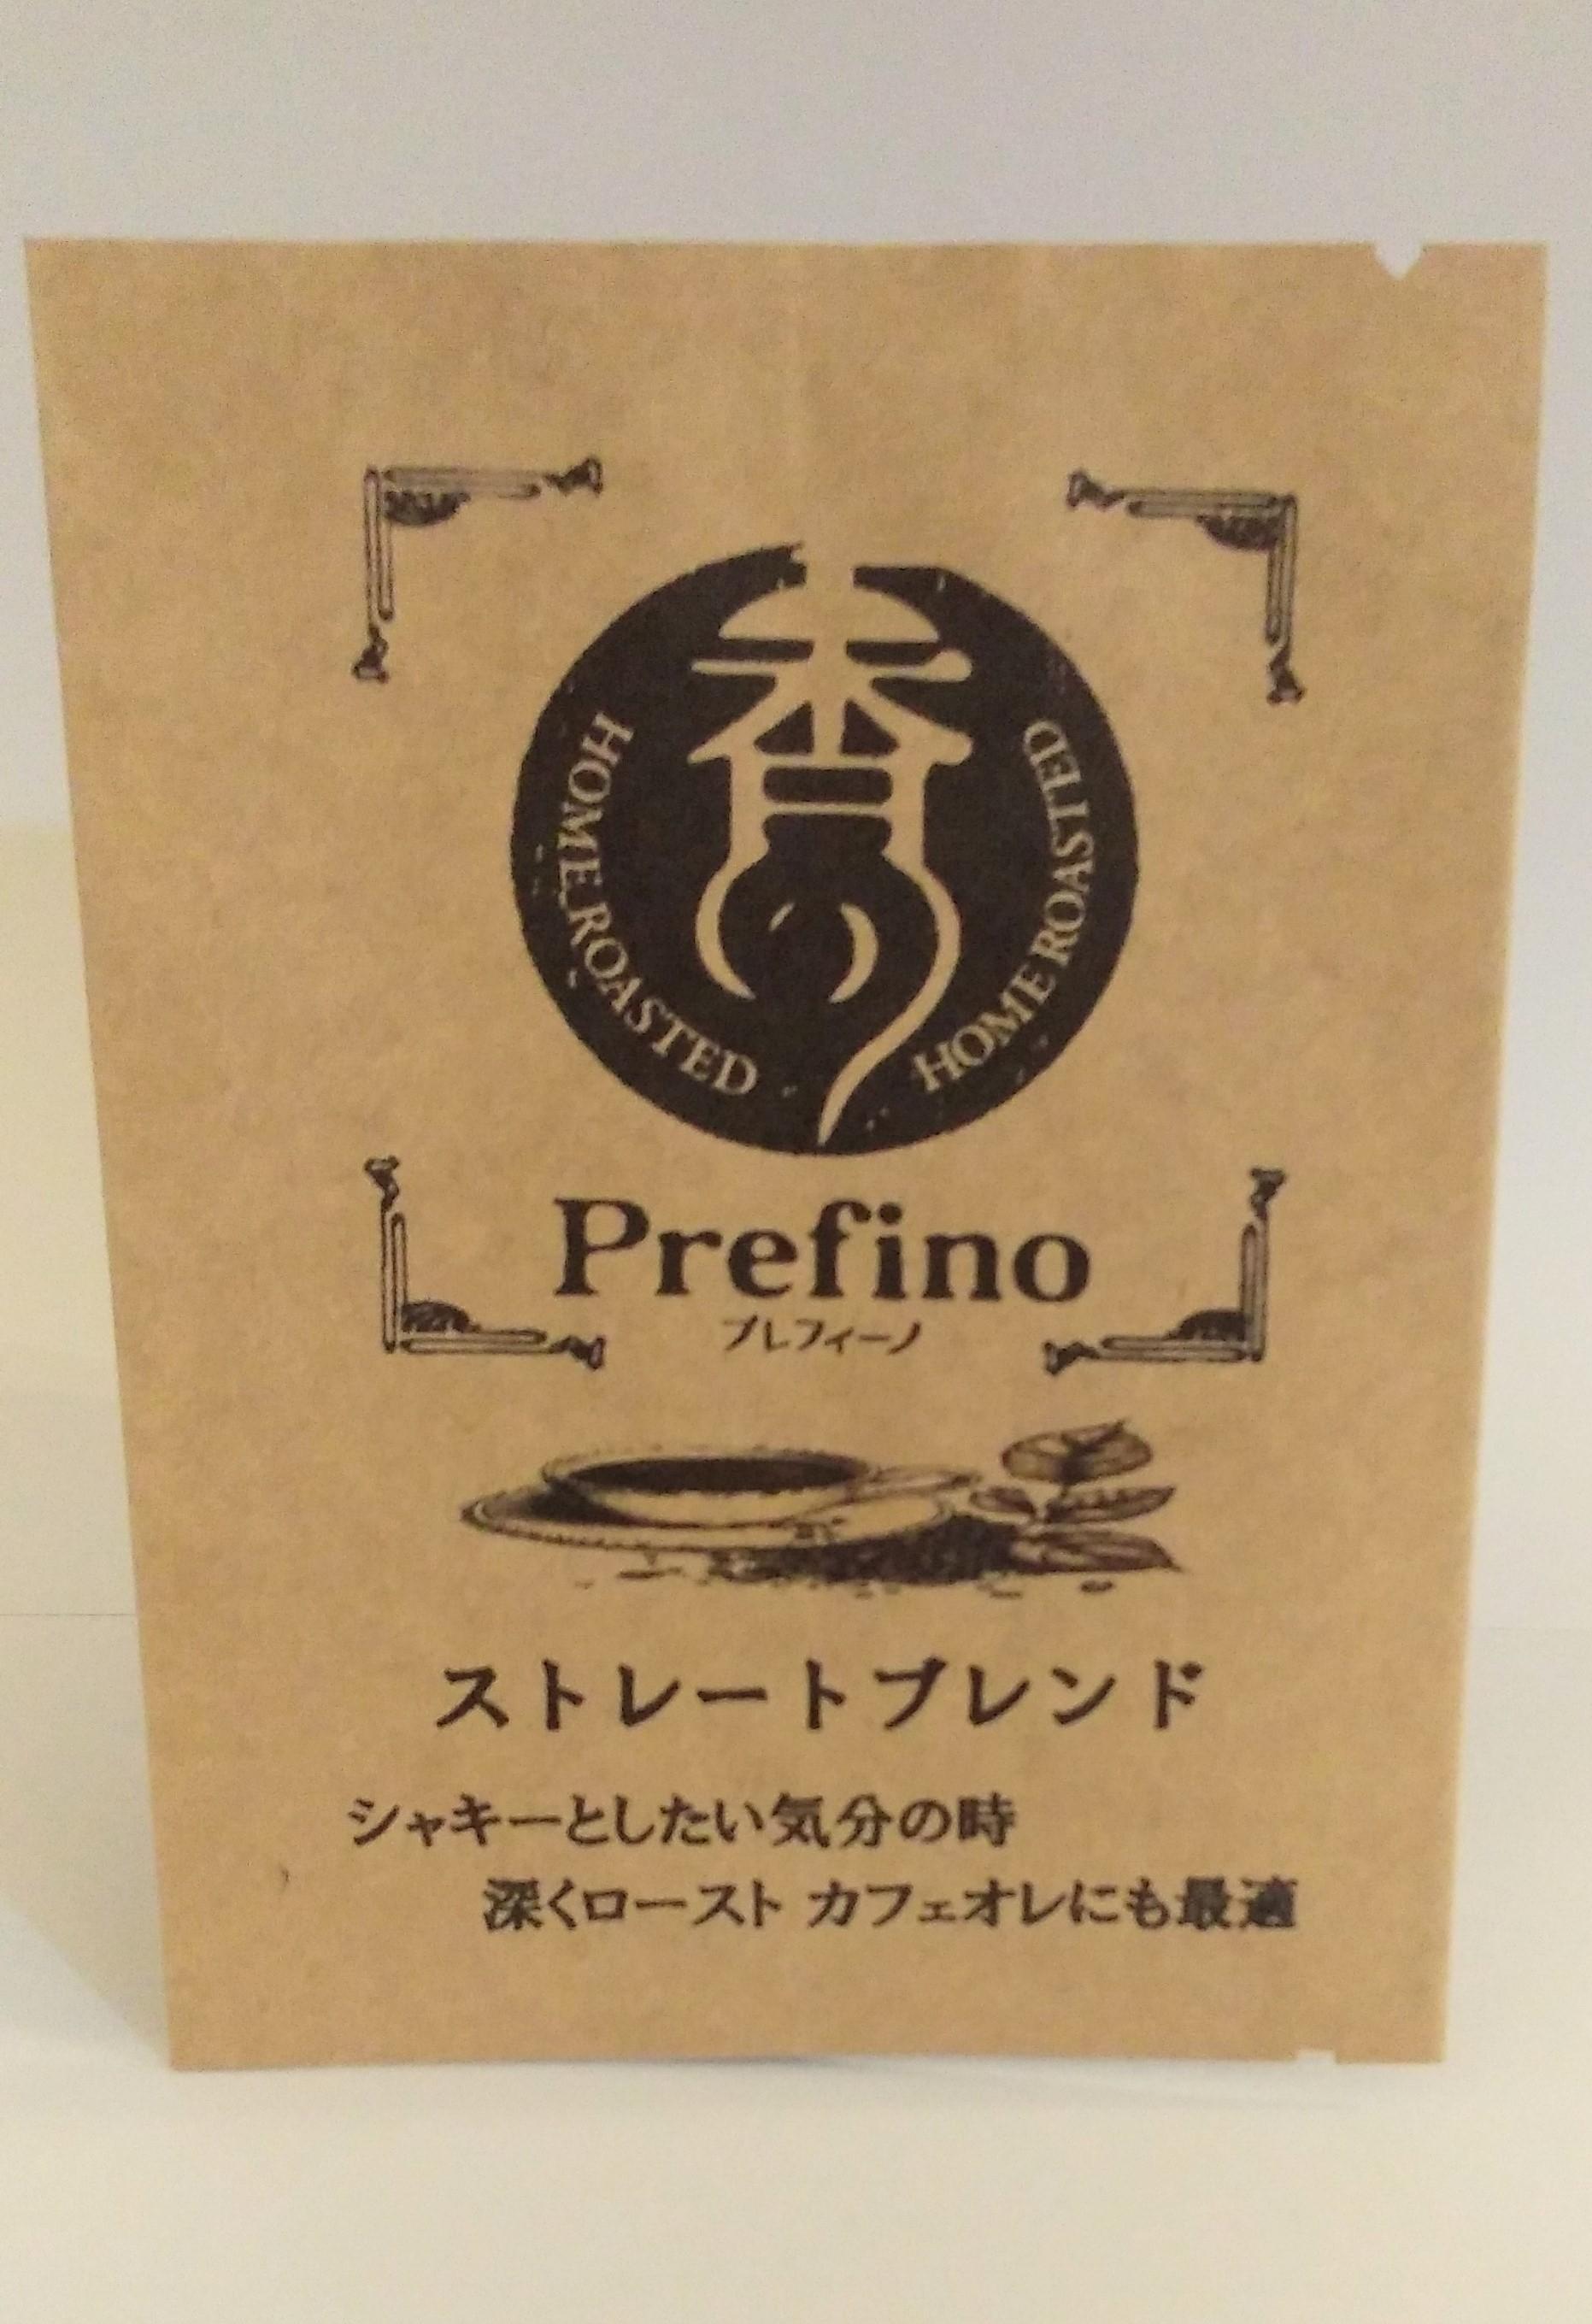 HOME ROASTED
HOME ROASTED
Prefino
プレフィーノ
ストレートブレンド
シャキーとしたい気分の時
深くロースト カフェオレにも最適